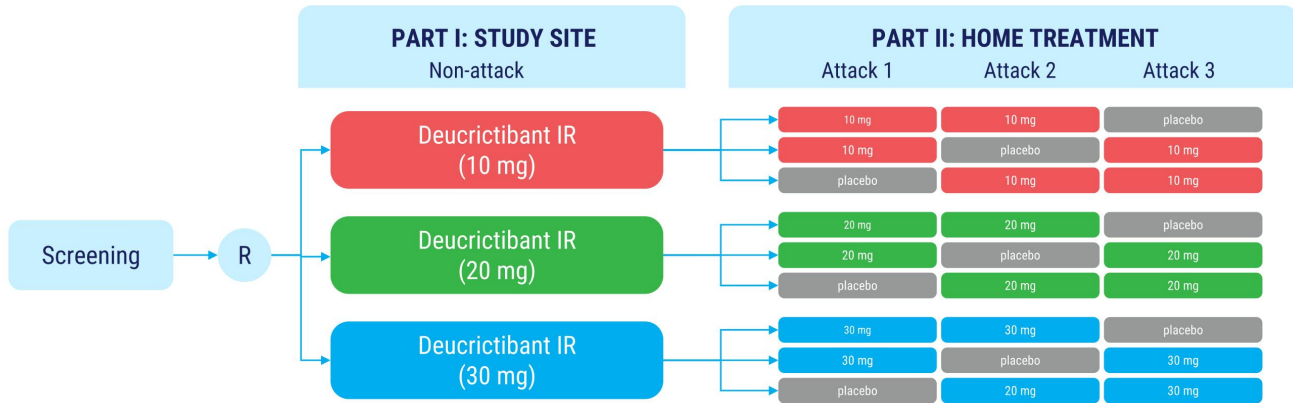 PART I: STUDY SITE
Non-attack
PART II: HOME TREATMENT
Attack 1 Attack 2 Attack 3
Screening
R
Deucrictibant IR
(10 mg)
10 mg 10 mg placebo
10 mg placebo 10 mg
placebo 10 mg 10 mg
Deucrictibant IR
(20 mg)
20 mg 20 mg placebo
20 mg placebo 20 mg
placebo 20 mg 20 mg
Deucrictibant IR
(30 mg)
30 mg 30 mg placebo
30 mg placebo 30 mg
placebo 20 mg 30 mg